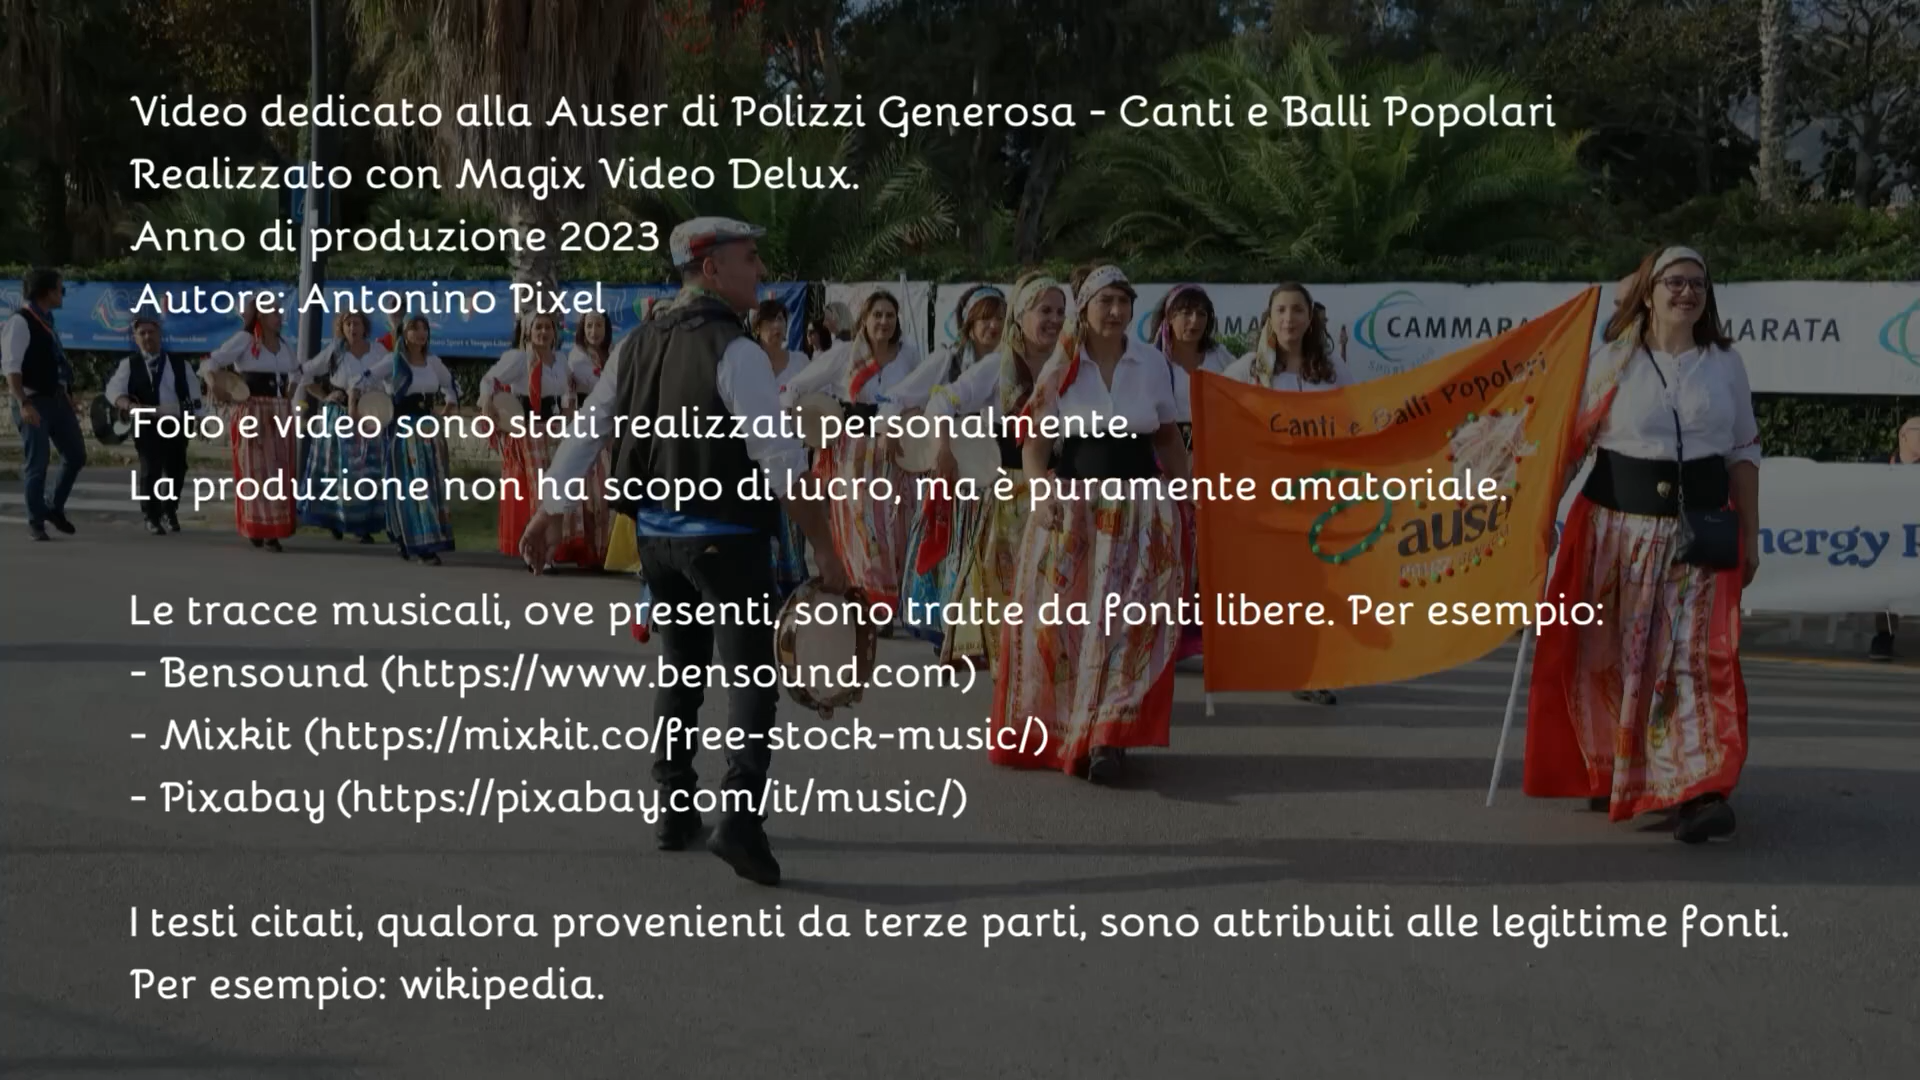 Video dedicato alla Auser di Polizzi Generosa - Canti e Balli Popolari
Realizzato con Magix Video Delux.
Anno di produzione 2023
Autore: Antonino Pixel
Foto e video sono stati realizzati personalmente.
La produzione non ha scopo di lucro, ma è puramente amatoriale.
Le tracce musicali, ove presenti, sono tratte da fonti libere. Per esempio:
- Bensound (https://www.bensound.com)
- Mixkit (https://mixkit.co/free-stock-music/)
- Pixabay (https://pixabay.com/it/music/)
I testi citati, qualora provenienti da terze parti, sono attribuiti alle legittime fonti.
Per esempio: wikipedia.
CAMMARA
MARATA
Canti e Balli Popolari
auser
nergy